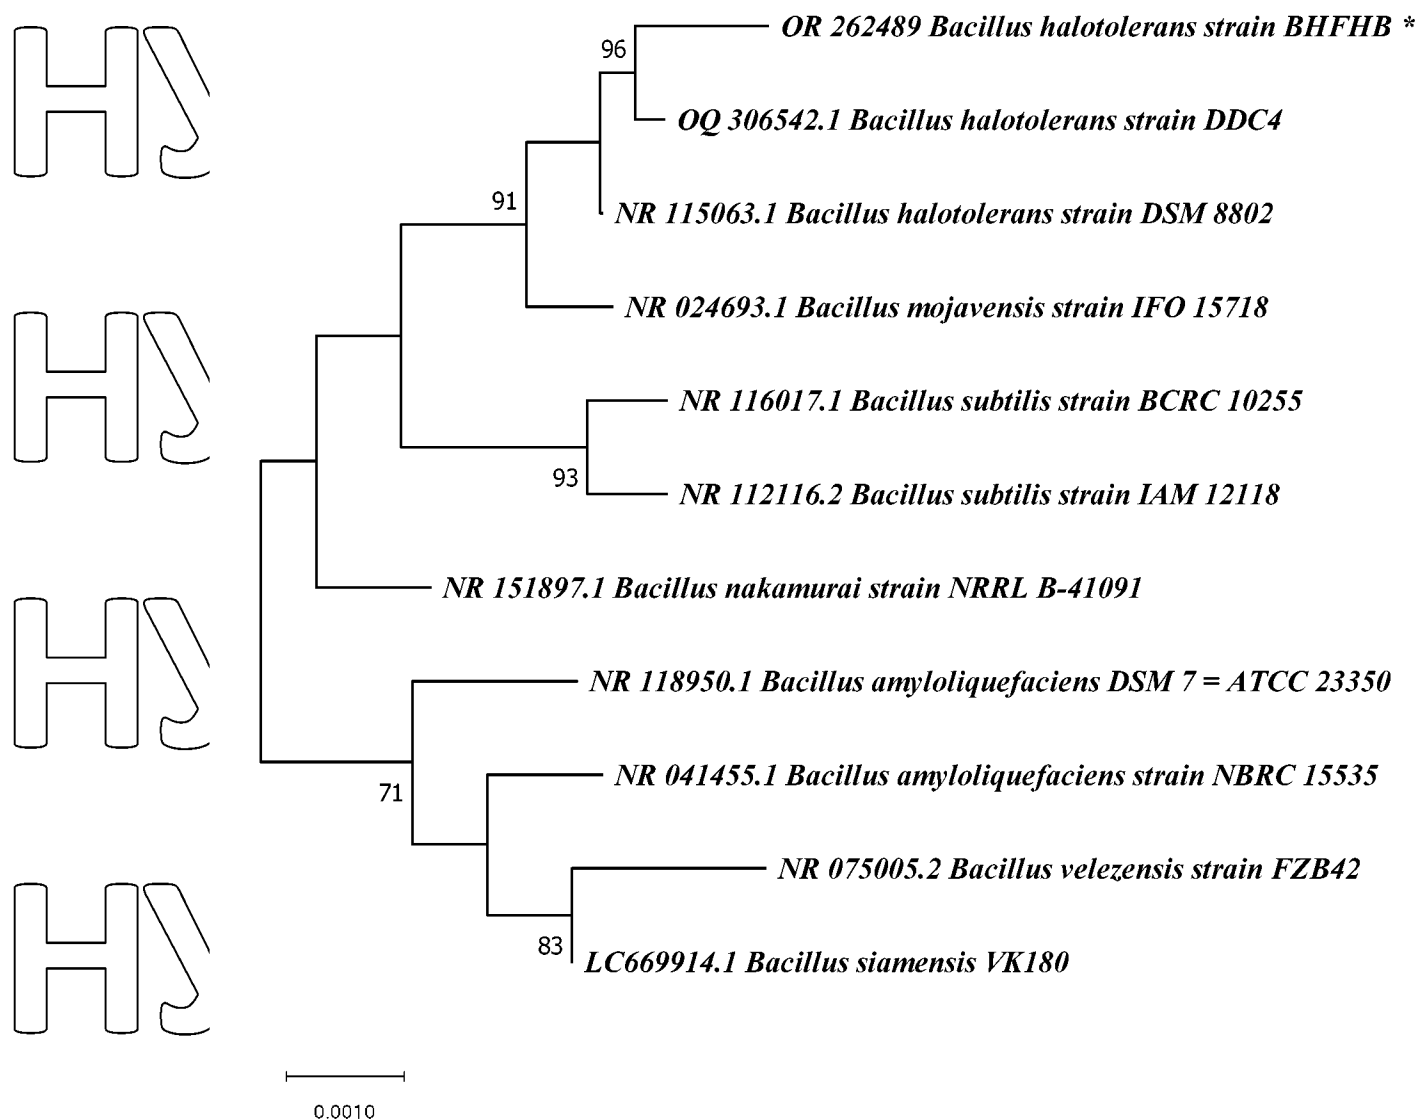 OR 262489 Bacillus halotolerans strain BHFHB *
96
OQ 306542.1 Bacillus halotolerans strain DDC4
91
NR 115063.1 Bacillus halotolerans strain DSM 8802
NR 024693.1 Bacillus mojavensis strain IFO 15718
NR 116017.1 Bacillus subtilis strain BCRC 10255
93
NR 112116.2 Bacillus subtilis strain IAM 12118
NR 151897.1 Bacillus nakamurai strain NRRL B-41091
NR 118950.1 Bacillus amyloliquefaciens DSM 7 = ATCC 23350
71
NR 041455.1 Bacillus amyloliquefaciens strain NBRC 15535
NR 075005.2 Bacillus velezensis strain FZB42
83
LC669914.1 Bacillus siamensis VK180
0.0010